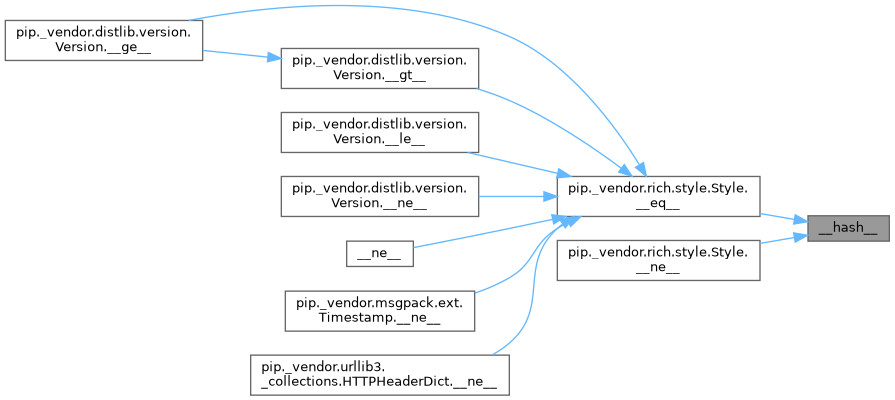 pip._vendor.distlib.version.
Version.__ge__
pip._vendor.distlib.version.
Version.__gt__
pip._vendor.distlib.version.
Version.__le__
pip._vendor.rich.style.Style.
__eq__
pip._vendor.distlib.version.
Version.__ne__
__hash__
__ne__
pip._vendor.rich.style.Style.
__ne__
pip._vendor.msgpack.ext.
Timestamp.__ne__
pip._vendor.urllib3.
_collections.HTTPHeaderDict.__ne__